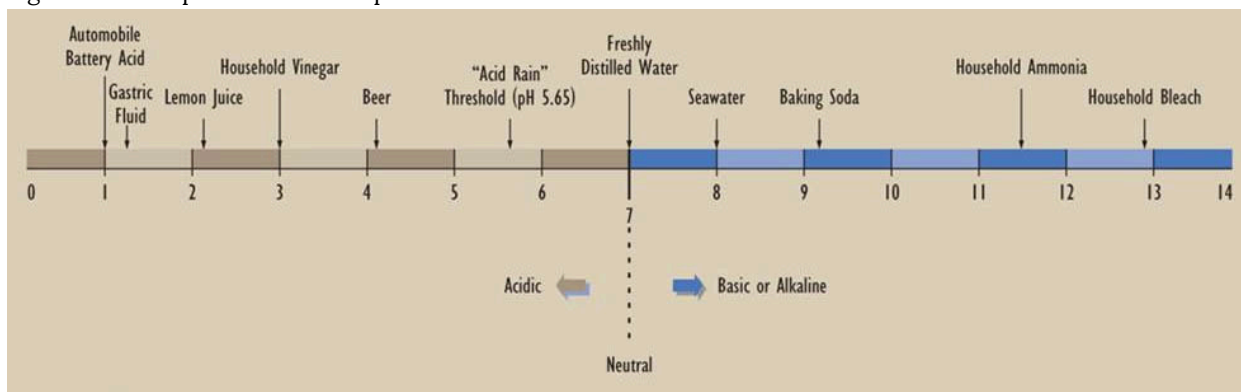 Automobile
Battery Acid
Gastric
Fluid
Lemon Juice
Household Vinegar
Beer
“Acid Rain”
Threshold (pH 5.65)
Freshly
Distilled Water
Seawater
Baking Soda
Household Ammonia
Household Bleach
0 1 2 3 4 5 6 7 8 9 10 11 12 13 14
Acidic
Basic or Alkaline
Neutral